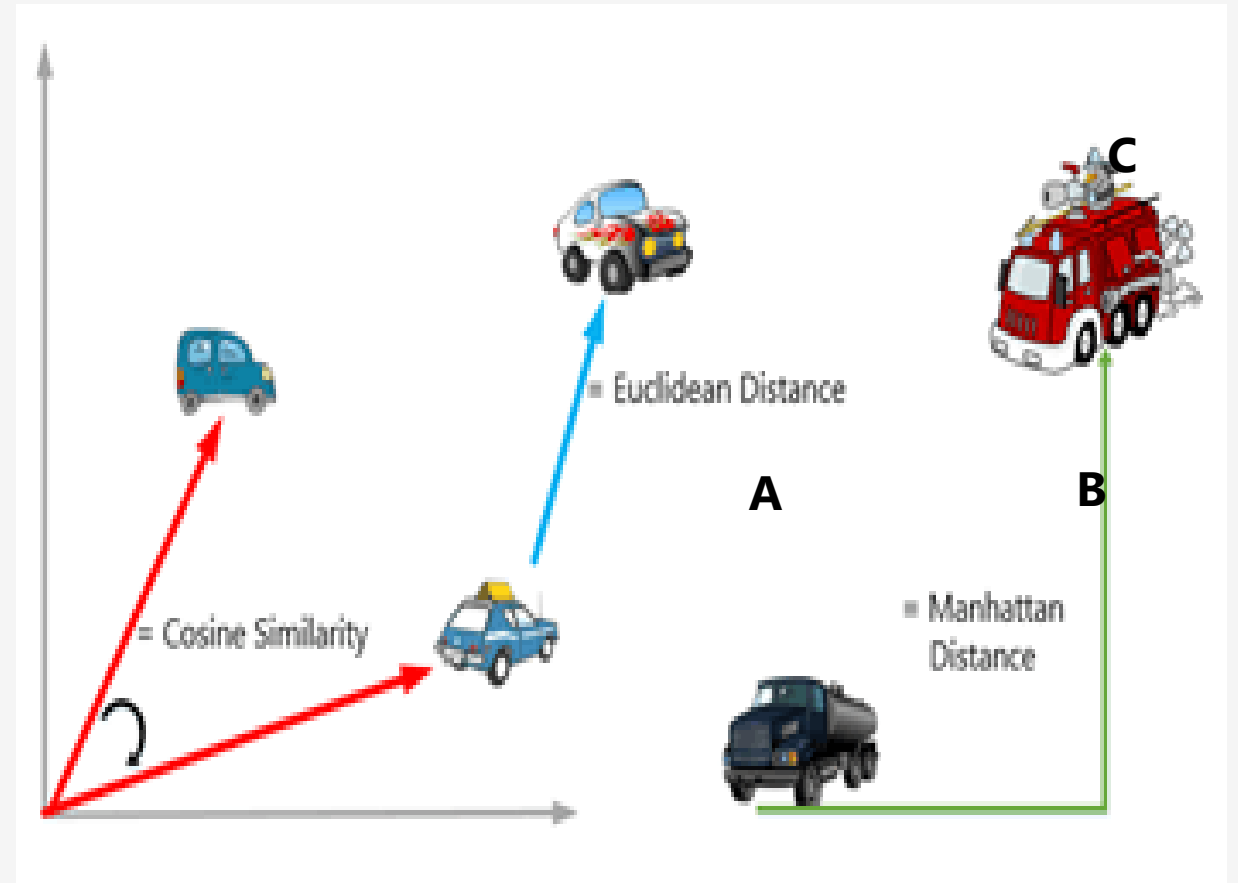 C
= Euclidean Distance
A
B
= Manhattan
Distance
= Cosine Similarity